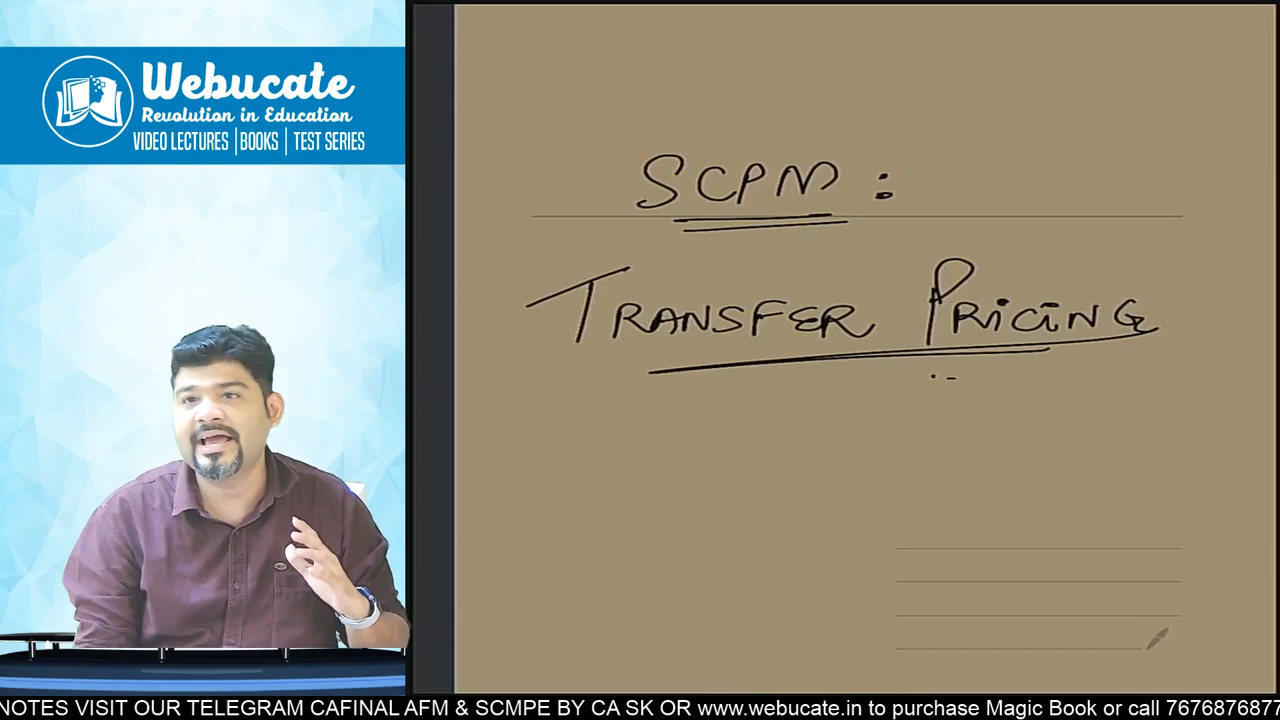 Webucate
Revolution in Education
VIDEO LECTURES | BOOKS | TEST SERIES
SCPM :
TRANSFER PRICING
NOTES VISIT OUR TELEGRAM CAFINAL AFM & SCMPE BY CA SK OR www.webucate.in to purchase Magic Book or call 7676876877